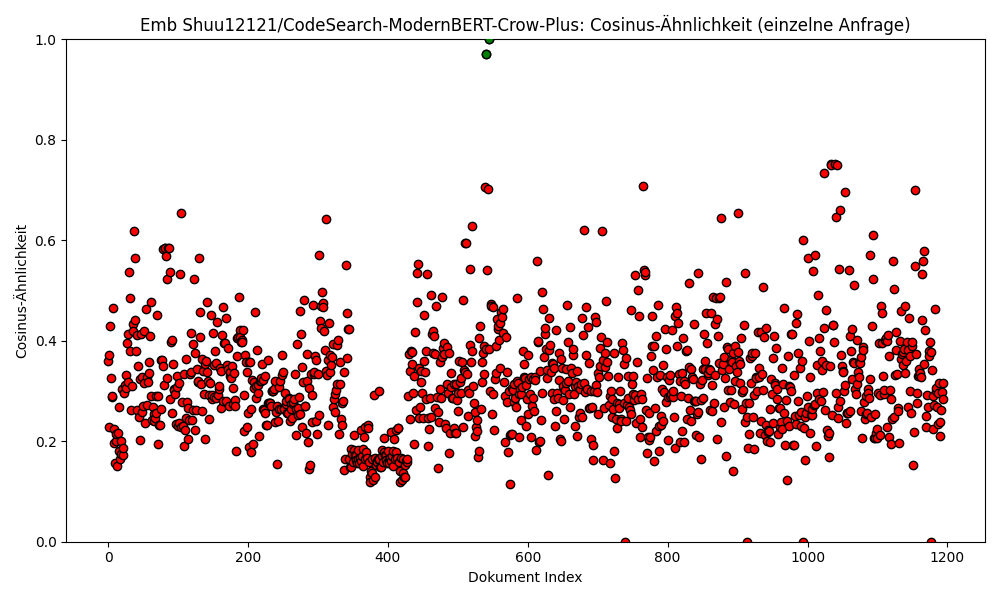 Emb Shuu12121/CodeSearch-ModernBERT-Crow-Plus: Cosinus-Ähnlichkeit (einzelne Anfrage)
1.0
0.8
0.6
0.4
0.2
0.0
Cosinus-Ähnlichkeit
0 200 400 600 800 1000 1200
Dokument Index